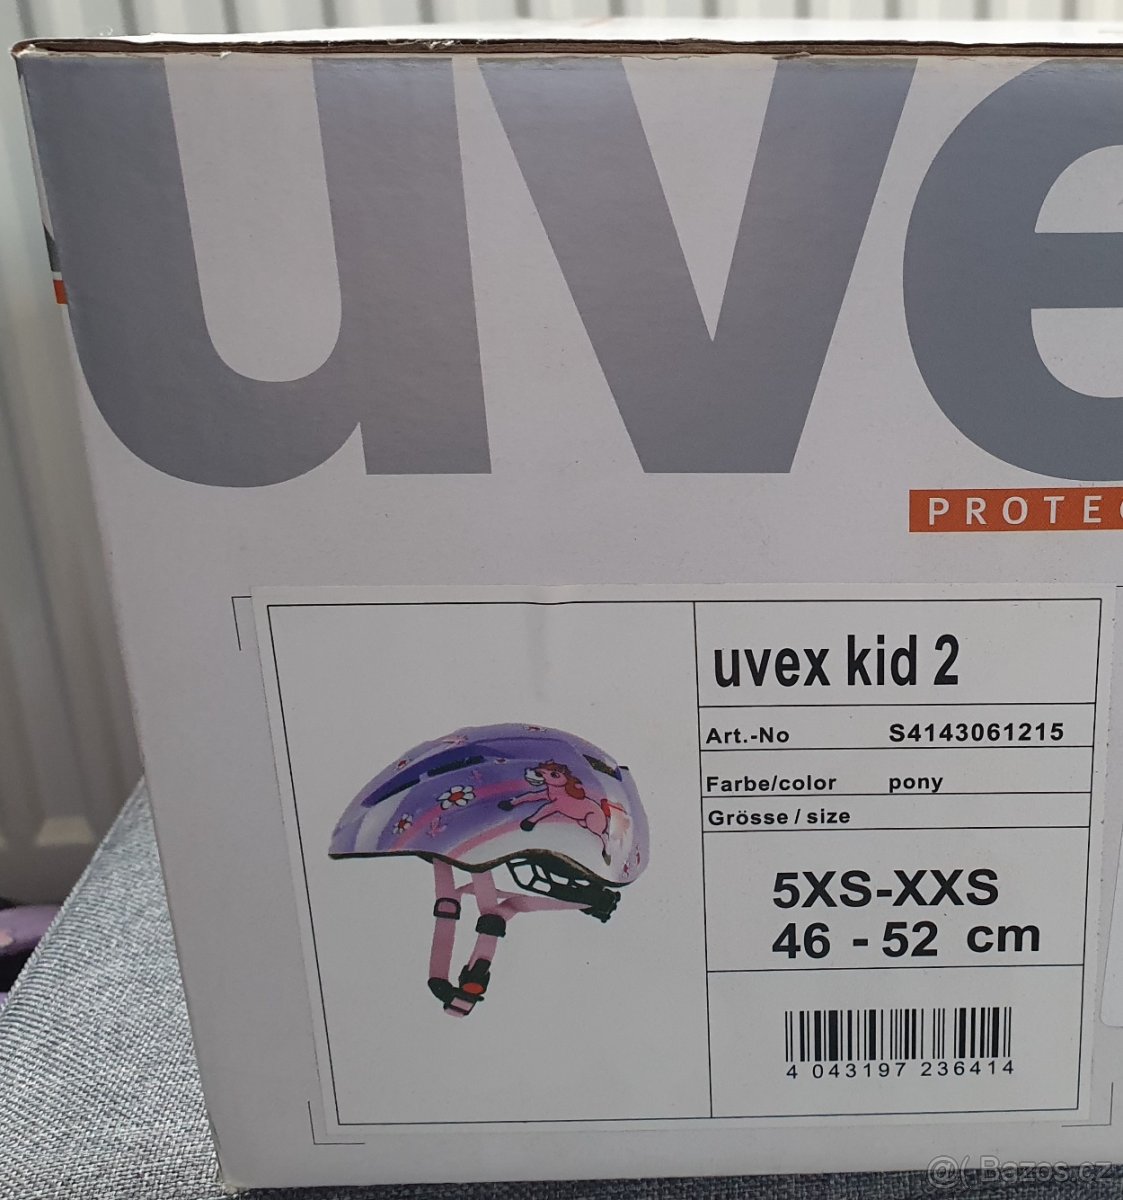 uve
PROTE
uvex kid 2
Art.-No S4143061215
Farbe/color pony
Grösse / size
5XS-XXS
46 - 52 cm
4 043197 236414
@( Bazos.cz